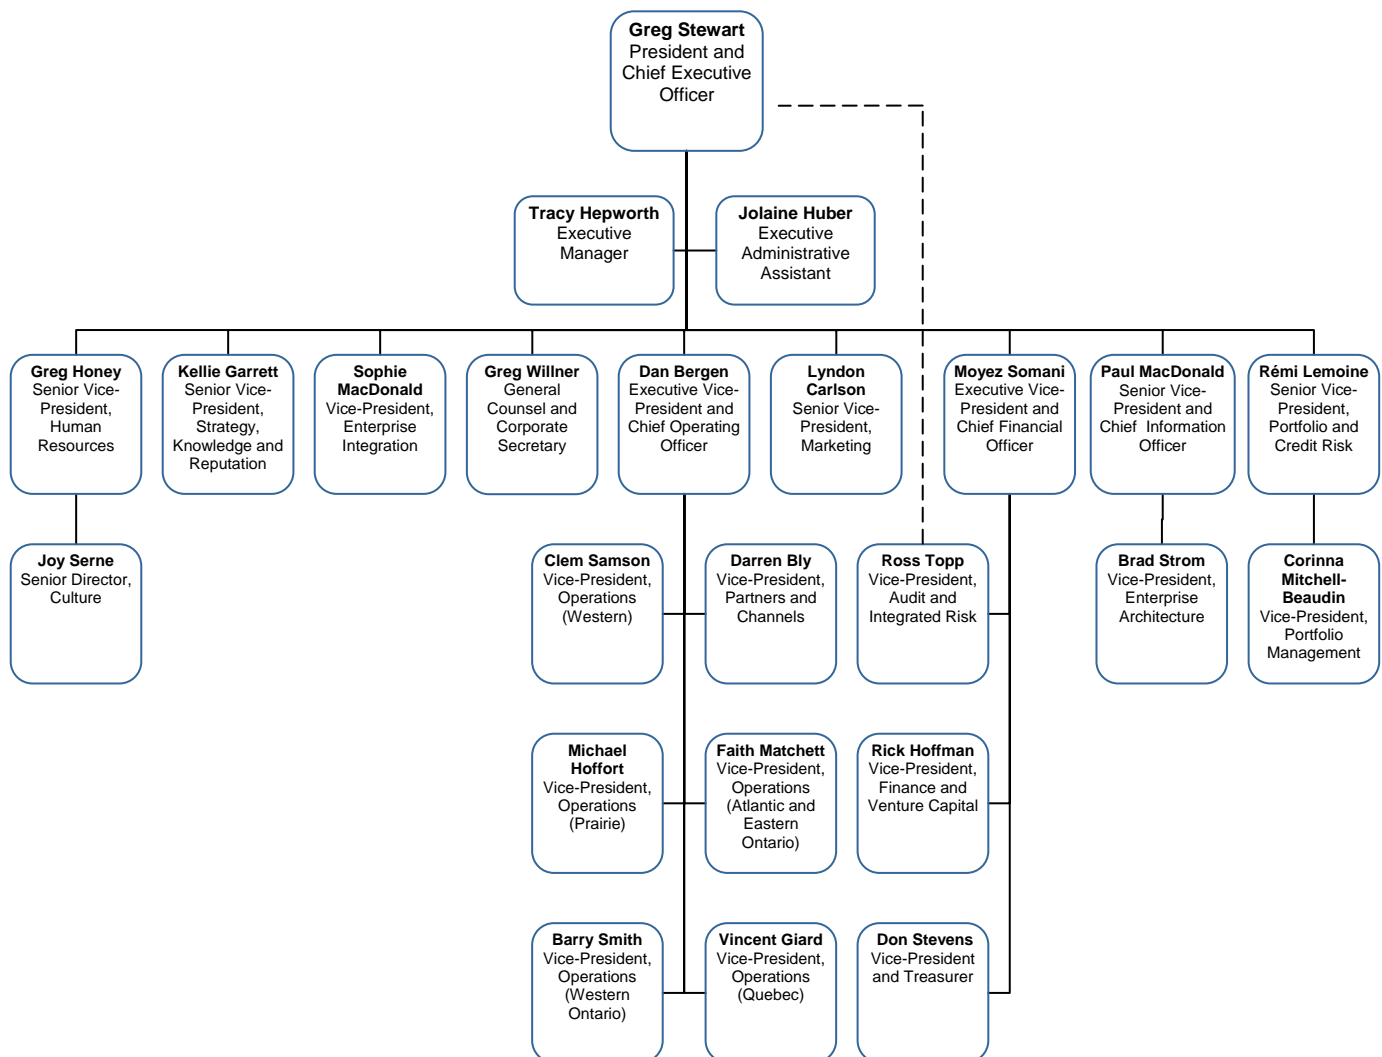 Greg Stewart
President and
Chief Executive
Officer
Tracy Hepworth
Executive
Manager
Jolaine Huber
Executive
Administrative
Assistant
Greg Honey
Senior Vice-
President,
Human
Resources
Kellie Garrett
Senior Vice-
President,
Strategy,
Knowledge and
Reputation
Sophie
MacDonald
Vice-President,
Enterprise
Integration
Greg Willner
General
Counsel and
Corporate
Secretary
Dan Bergen
Executive Vice-
President and
Chief Operating
Officer
Lyndon
Carlson
Senior Vice-
President,
Marketing
Moyez Somani
Executive Vice-
President and
Chief Financial
Officer
Paul MacDonald
Senior Vice-
President and
Chief Information
Officer
Rémi Lemoine
Senior Vice-
President,
Portfolio and
Credit Risk
Joy Serne
Senior Director,
Culture
Clem Samson
Vice-President,
Operations
(Western)
Darren Bly
Vice-President,
Partners and
Channels
Ross Topp
Vice-President,
Audit and
Integrated Risk
Brad Strom
Vice-President,
Enterprise
Architecture
Corinna
Mitchell-
Beaudin
Vice-President,
Portfolio
Management
Michael
Hoffort
Vice-President,
Operations
(Prairie)
Faith Matchett
Vice-President,
Operations
(Atlantic and
Eastern
Ontario)
Rick Hoffman
Vice-President,
Finance and
Venture Capital
Barry Smith
Vice-President,
Operations
(Western
Ontario)
Vincent Giard
Vice-President,
Operations
(Quebec)
Don Stevens
Vice-President
and Treasurer